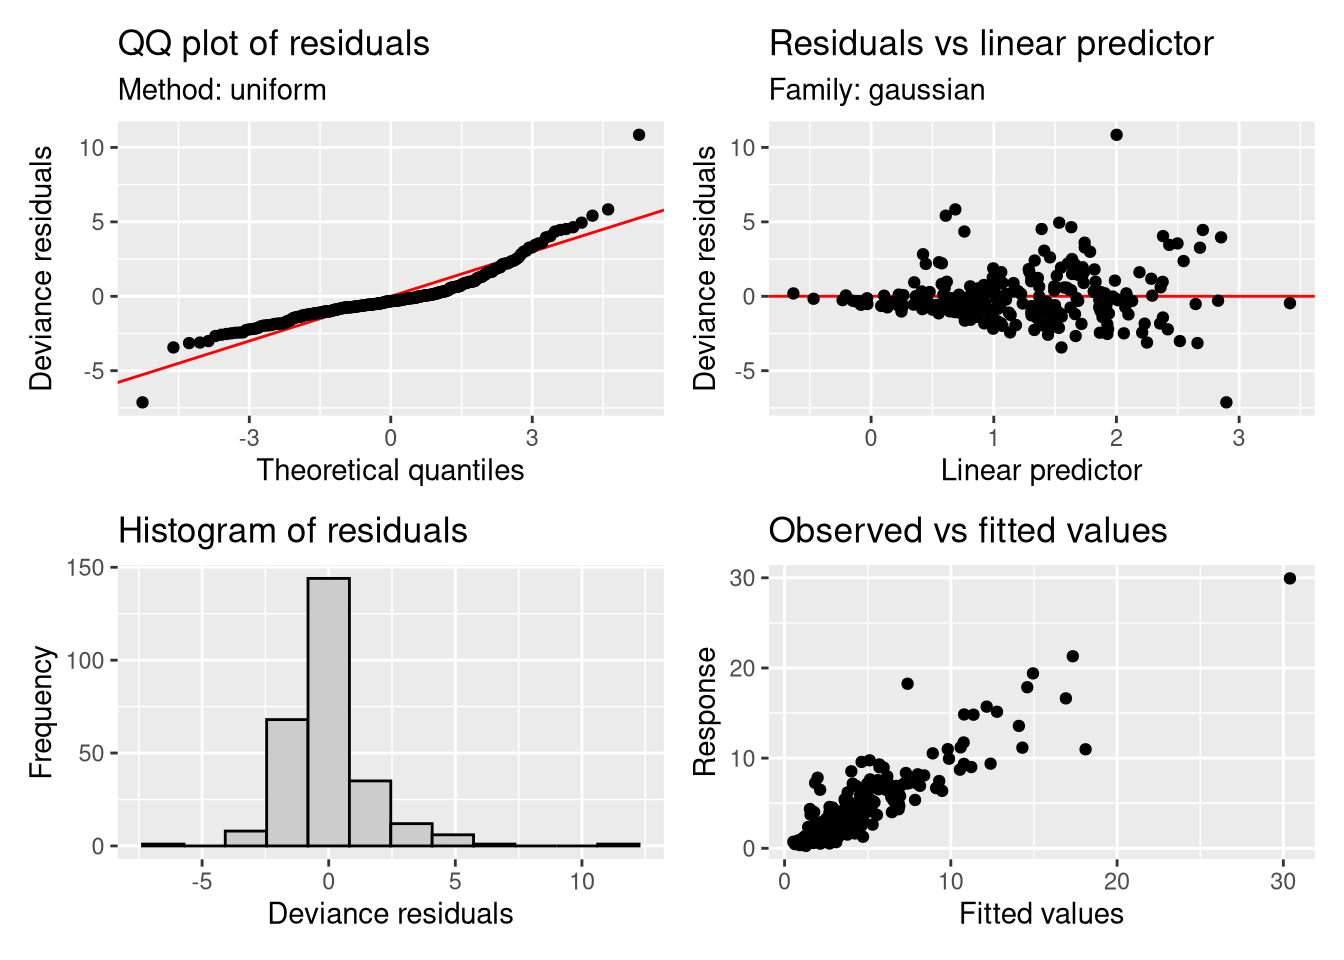 QQ plot of residuals
Method: uniform
10
5
0
-5
Deviance residuals
-3
0
3
Theoretical quantiles
Residuals vs linear predictor
Family: gaussian
10
5
0
-5
Deviance residuals
0
1
2
3
Linear predictor
Histogram of residuals
150
100
50
0
Frequency
-5
0
5
10
Deviance residuals
Observed vs fitted values
30
20
10
0
Response
0
10
20
30
Fitted values